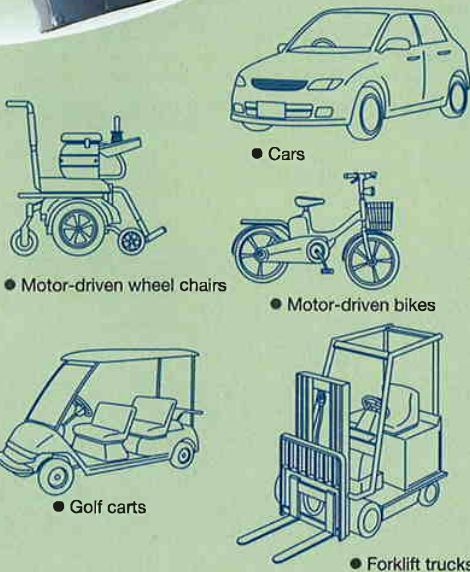 ● Cars
● Motor-driven wheel chairs
● Motor-driven bikes
● Golf carts
● Forklift trucks